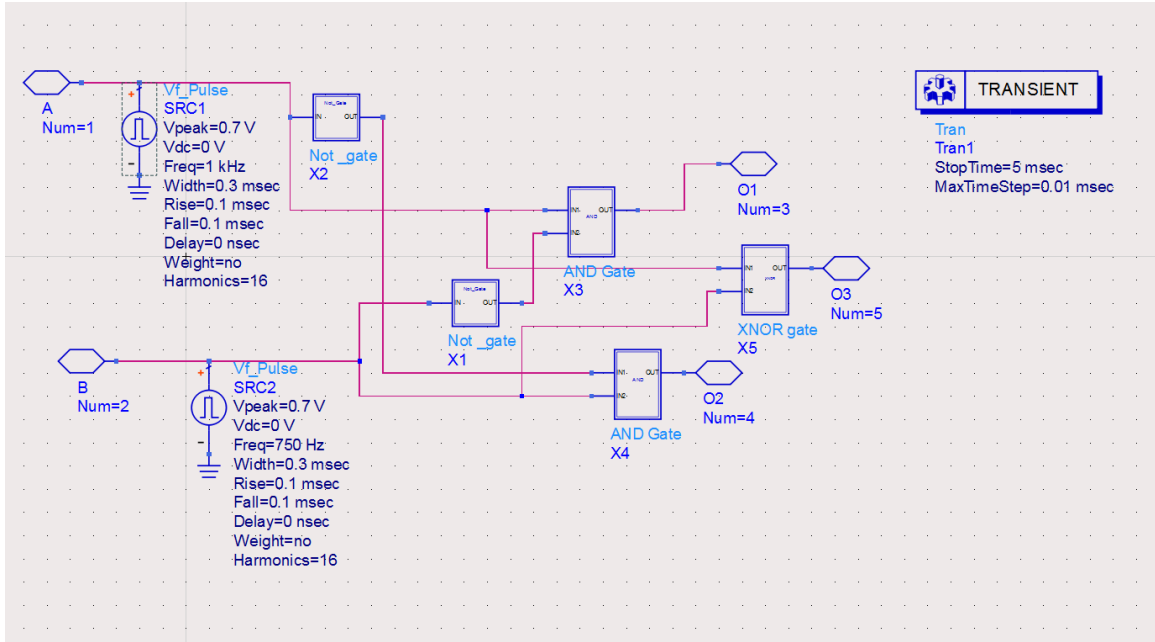 A
Num=1
Vf_Pulse
SRC1
Vpeak=0.7 V
Vdc=0 V
Freq=1 kHz
Width=0.3 msec
Rise=0.1 msec
Fall=0.1 msec
Delay=0 nsec
Weight=no
Harmonics=16
Not_Gate
IN
OUT
Not _gate
X2
TRANSIENT
Tran
Tran1
StopTime=5 msec
MaxTimeStep=0.01 msec
IN1
OUT
AND
IN2
AND Gate
X3
O1
Num=3
IN1
OUT
IN2
XNOR gate
X5
O3
Num=5
Not_Gate
IN
OUT
Not _gate
X1
B
Num=2
Vf_Pulse
SRC2
Vpeak=0.7 V
Vdc=0 V
Freq=750 Hz
Width=0.3 msec
Rise=0.1 msec
Fall=0.1 msec
Delay=0 nsec
Weight=no
Harmonics=16
IN1
OUT
AND
IN2
AND Gate
X4
O2
Num=4